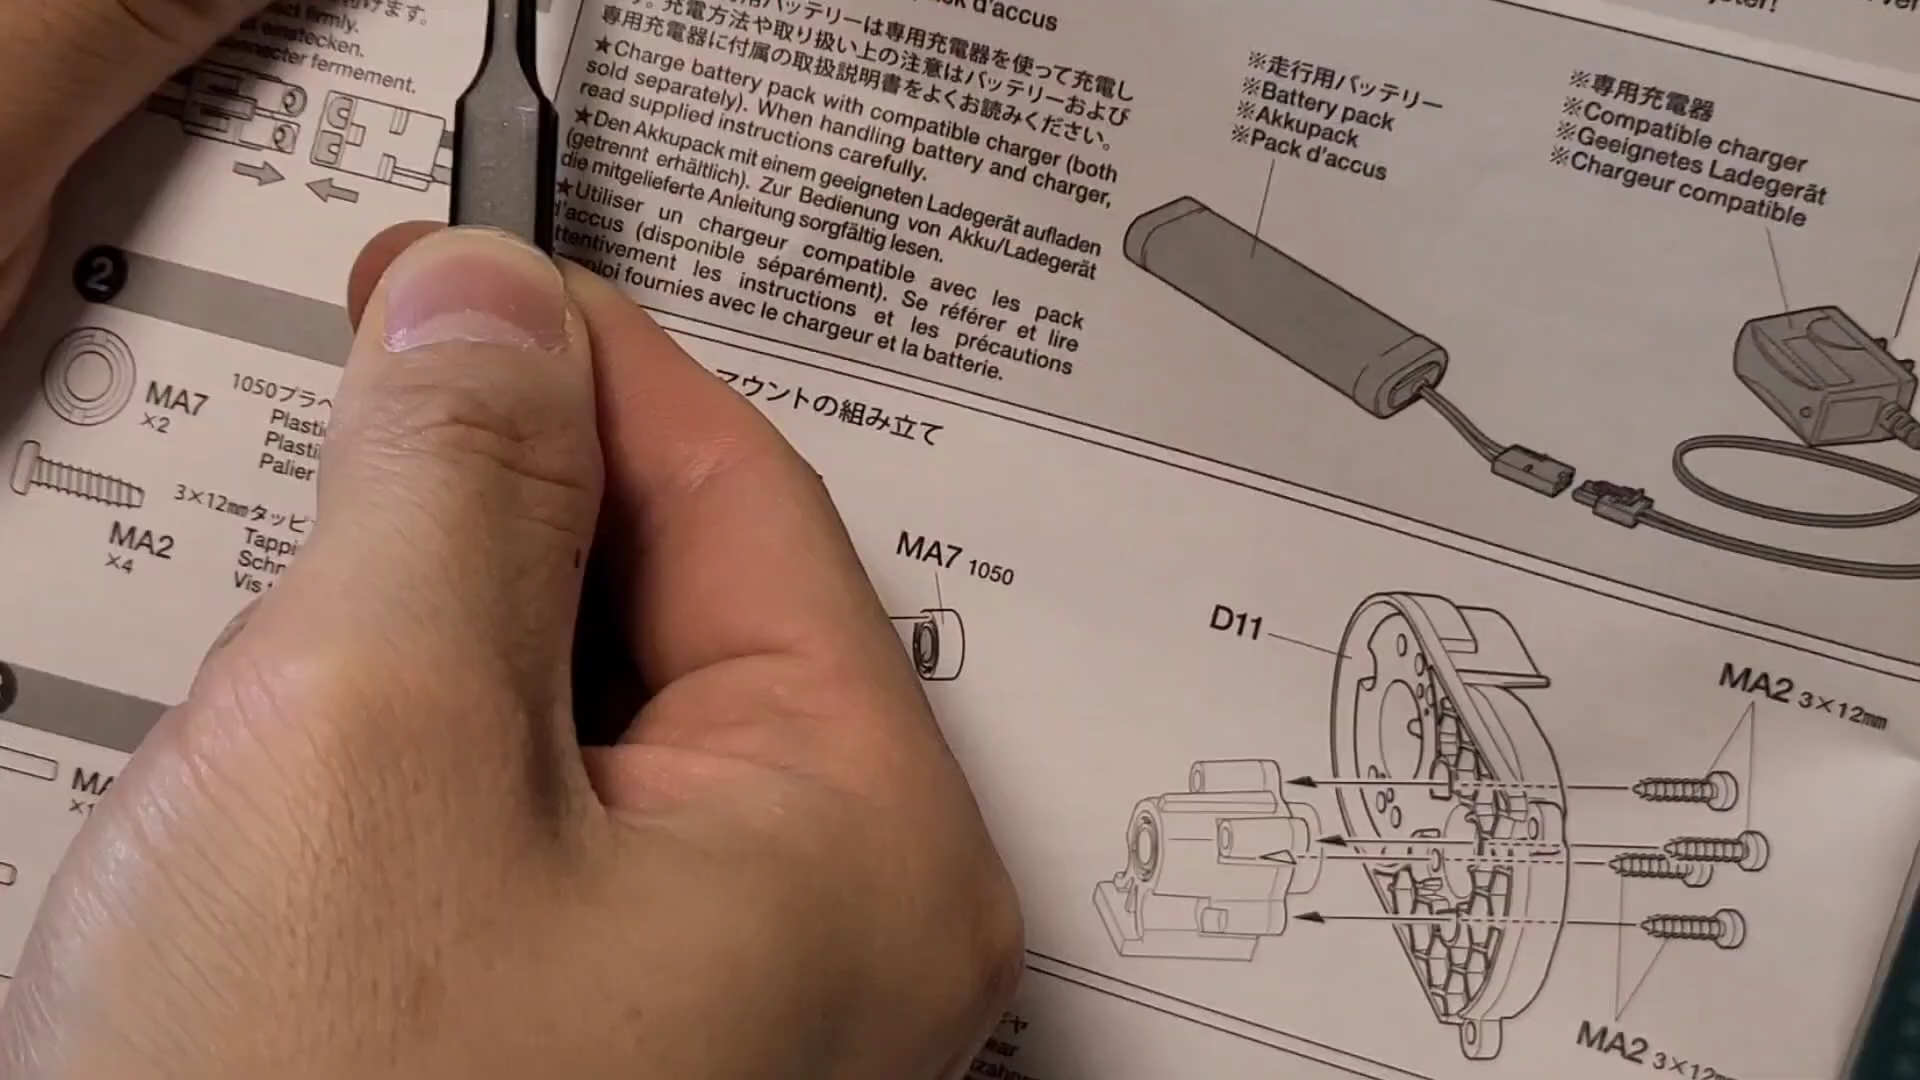 d firmly.
einstecken.
connecter fermement.
d'accus
充電方法や取り扱い上の注意はバッテリーおよび
専用充電器に付属の取扱説明書をよくお読みください。
★Charge battery pack with compatible charger (both
sold separately). When handling battery and charger,
read supplied instructions carefully.
★Den Akkupack mit einem geeigneten Ladegerät aufladen
(getrennt erhältlich). Zur Bedienung von Akku/Ladegerät
die mitgelieferte Anleitung sorgfältig lesen.
★Utiliser un chargeur compatible avec les pack
d'accus (disponible séparément). Se référer et lire
ttentivement les instructions et les précautions
ploi fournies avec le chargeur et la batterie.
※走行用バッテリー
※Battery pack
※Akkupack
※Pack d'accus
※専用充電器
※Compatible charger
※Geeignetes Ladegerät
※Chargeur compatible
2
MA7
×2
1050プラベ
Plasti
Plasti
Palier
MA2
×4
3×12mmタッピ
Tappi
Schn
Vis
マウントの組み立て
MA7 1050
D11
MA2 3×12mm
MA2 3×12mm
MA
×1